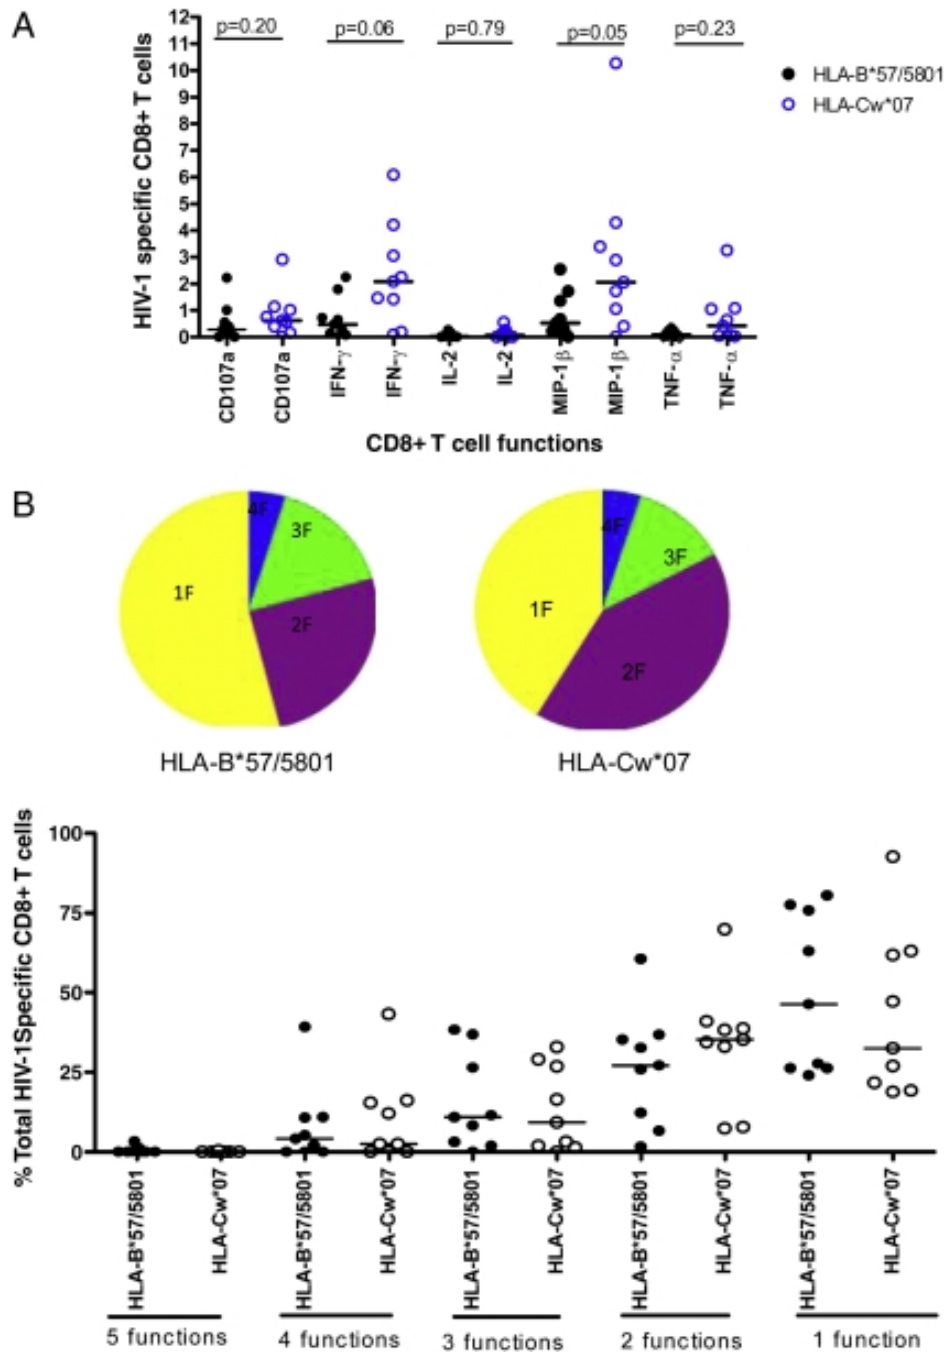 A
p=0.20 p=0.06 p=0.79 p=0.05 p=0.23
HLA-B*57/5801
HLA-Cw*07
HIV-1 specific CD8+ T cells
12
11
10
9
8
7
6
5
4
3
2
1
0
CD107a CD107a IFN-γ IFN-γ IL-2 IL-2 MIP-1β MIP-1β TNF-α TNF-α
CD8+ T cell functions
B
4F 3F 1F 2F
4F 3F 1F 2F
HLA-B*57/5801 HLA-Cw*07
% Total HIV-1Specific CD8+ T cells
100
75
50
25
0
HLA-B*57/5801 HLA-Cw*07 HLA-B*57/5801 HLA-Cw*07 HLA-B*57/5801 HLA-Cw*07 HLA-B*57/5801 HLA-Cw*07 HLA-B*57/5801 HLA-Cw*07
5 functions 4 functions 3 functions 2 functions 1 function